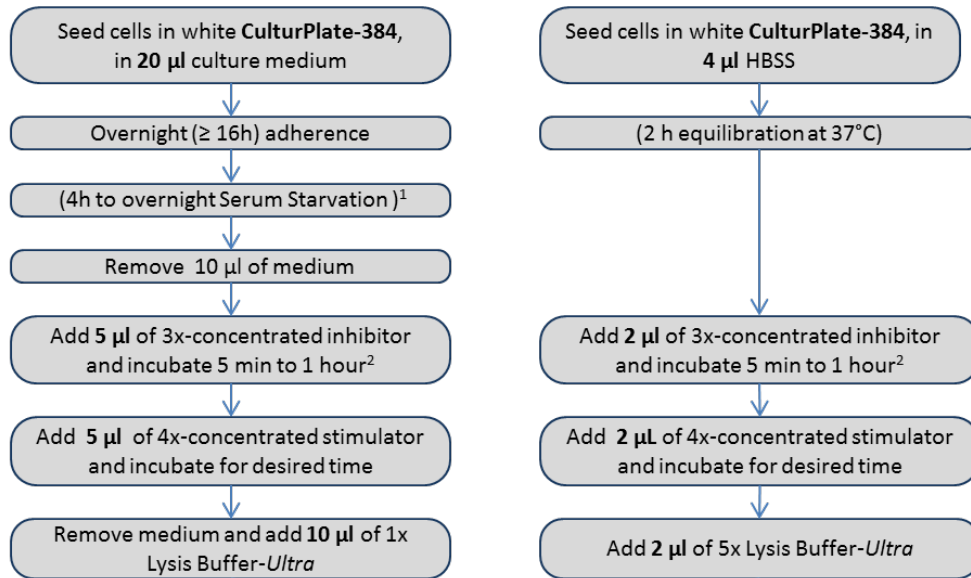 Seed cells in white CulturPlate-384,
in 20 µl culture medium
Overnight (≥ 16h) adherence
(4h to overnight Serum Starvation )¹
Remove 10 µl of medium
Add 5 µl of 3x-concentrated inhibitor
and incubate 5 min to 1 hour²
Add 5 µl of 4x-concentrated stimulator
and incubate for desired time
Remove medium and add 10 µl of 1x
Lysis Buffer-Ultra
Seed cells in white CulturPlate-384, in
4 µl HBSS
(2 h equilibration at 37°C)
Add 2 µl of 3x-concentrated inhibitor
and incubate 5 min to 1 hour²
Add 2 µL of 4x-concentrated stimulator
and incubate for desired time
Add 2 µl of 5x Lysis Buffer-Ultra